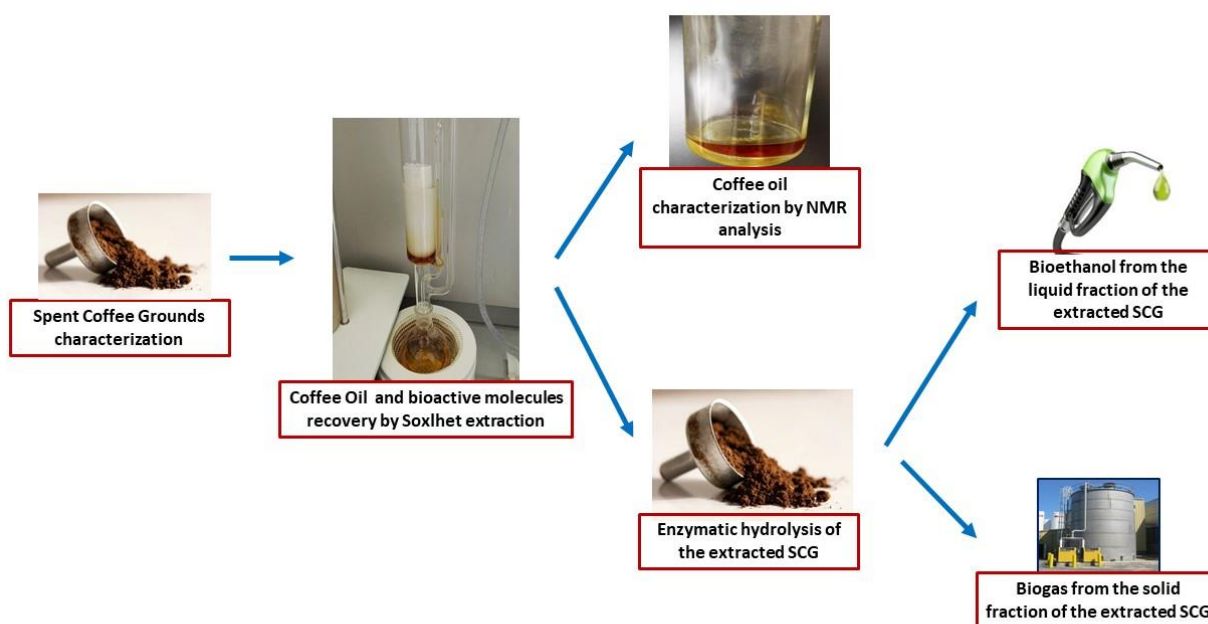 Spent Coffee Grounds
characterization
Coffee Oil and bioactive molecules
recovery by Soxlhet extraction
Coffee oil
characterization by NMR
analysis
Enzymatic hydrolysis of
the extracted SCG
Bioethanol from the
liquid fraction of the
extracted SCG
Biogas from the solid
fraction of the extracted SCG